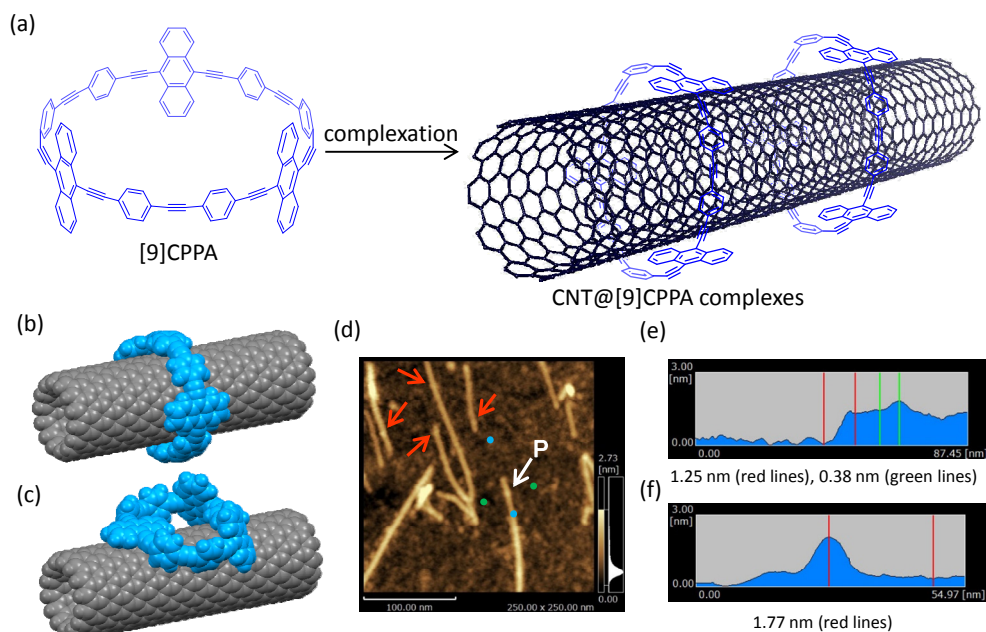 (a)
complexation
[9]CPPA
CNT@[9]CPPA complexes
(b)
(c)
(d)
P
2.73
[nm]
0.00
100.00 nm
250.00 x 250.00 nm
(e)
3.00
[nm]
0.00
0.00
87.45 [nm]
1.25 nm (red lines), 0.38 nm (green lines)
(f)
3.00
[nm]
0.00
0.00
54.97 [nm]
1.77 nm (red lines)